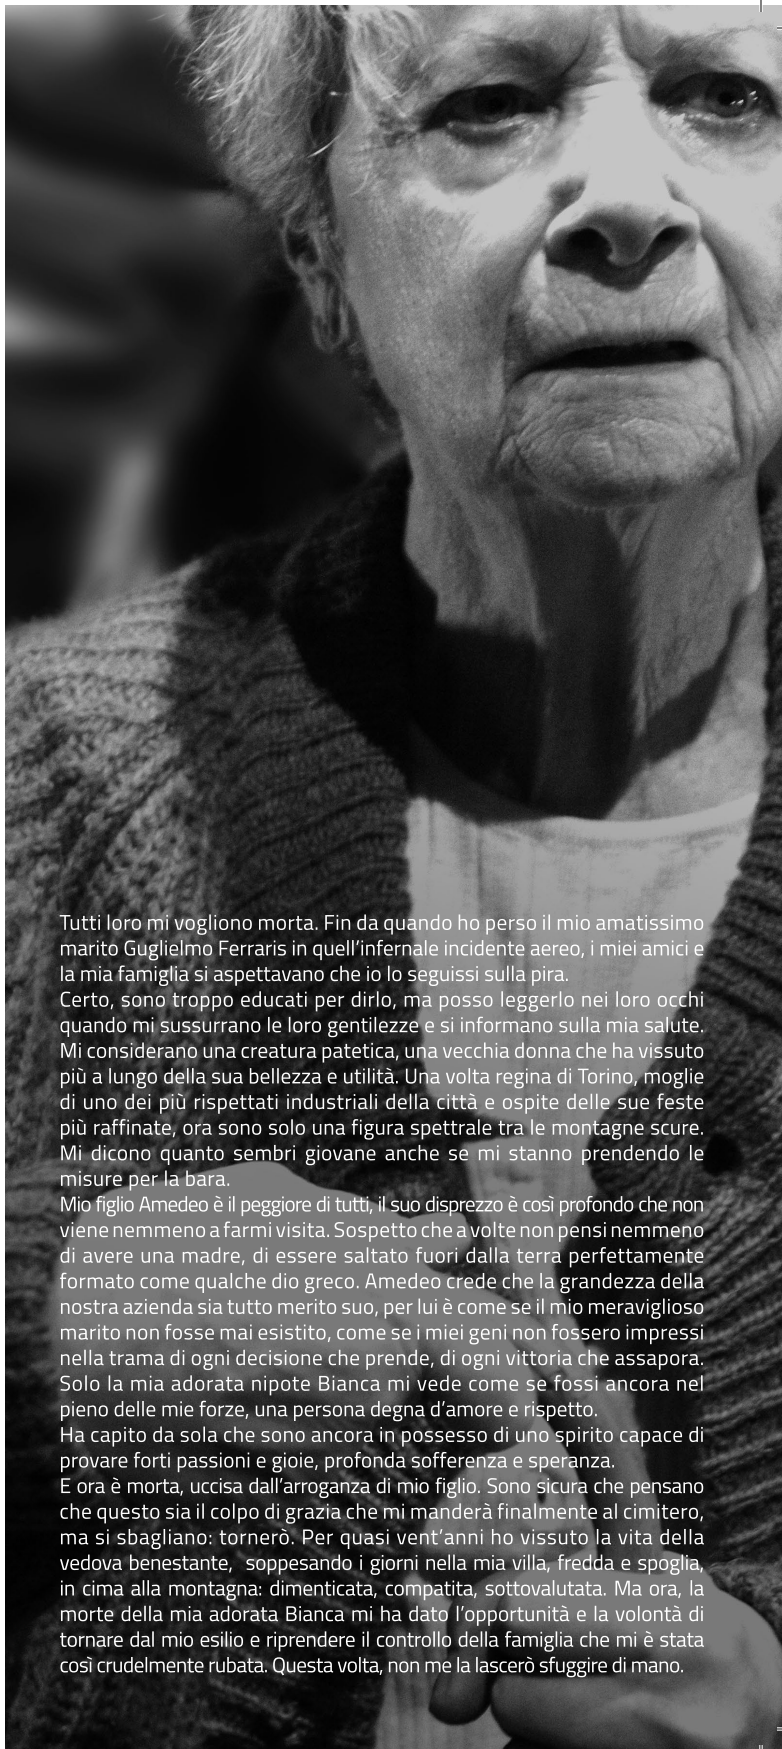 Tutti loro mi vogliono morta. Fin da quando ho perso il mio amatissimo
marito Guglielmo Ferraris in quell'infernale incidente aereo, i miei amici e
la mia famiglia si aspettavano che io lo seguissi sulla pira.
Certo, sono troppo educati per dirlo, ma posso leggerlo nei loro occhi
quando mi sussurrano le loro gentilezze e si informano sulla mia salute.
Mi considerano una creatura patetica, una vecchia donna che ha vissuto
più a lungo della sua bellezza e utilità. Una volta regina di Torino, moglie
di uno dei più rispettati industriali della città e ospite delle sue feste
più raffinate, ora sono solo una figura spettrale tra le montagne scure.
Mi dicono quanto sembri giovane anche se mi stanno prendendo le
misure per la bara.
Mio figlio Amedeo è il peggiore di tutti, il suo disprezzo è così profondo che non
viene nemmeno a farmi visita. Sospetto che a volte non pensi nemmeno
di avere una madre, di essere saltato fuori dalla terra perfettamente
formato come qualche dio greco. Amedeo crede che la grandezza della
nostra azienda sia tutto merito suo, per lui è come se il mio meraviglioso
marito non fosse mai esistito, come se i miei geni non fossero impressi
nella trama di ogni decisione che prende, di ogni vittoria che assapora.
Solo la mia adorata nipote Bianca mi vede come se fossi ancora nel
pieno delle mie forze, una persona degna d'amore e rispetto.
Ha capito da sola che sono ancora in possesso di uno spirito capace di
provare forti passioni e gioie, profonda sofferenza e speranza.
E ora è morta, uccisa dall'arroganza di mio figlio. Sono sicura che pensano
che questo sia il colpo di grazia che mi manderà finalmente al cimitero,
ma si sbagliano: tornerò. Per quasi vent'anni ho vissuto la vita della
vedova benestante, soppesando i giorni nella mia villa, fredda e spoglia,
in cima alla montagna: dimenticata, compatita, sottovalutata. Ma ora, la
morte della mia adorata Bianca mi ha dato l'opportunità e la volontà di
tornare dal mio esilio e riprendere il controllo della famiglia che mi è stata
così crudelmente rubata. Questa volta, non me la lascerò sfuggire di mano.